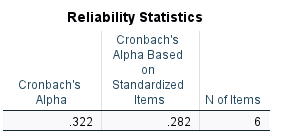 Reliability Statistics
Cronbach's
Alpha Based
on
Cronbach's
Standardized
Alpha
Items
N of Items
.322
.282
6